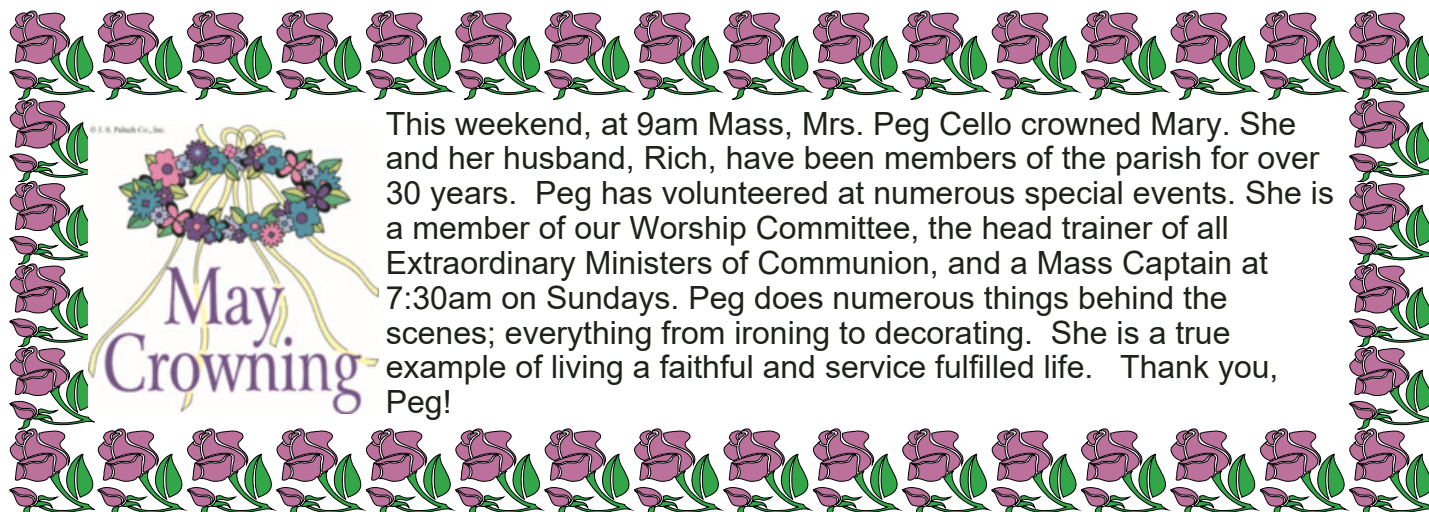 © J. S. Paluch Co., Inc.
May
Crowning
This weekend, at 9am Mass, Mrs. Peg Cello crowned Mary. She
and her husband, Rich, have been members of the parish for over
30 years.  Peg has volunteered at numerous special events. She is
a member of our Worship Committee, the head trainer of all
Extraordinary Ministers of Communion, and a Mass Captain at
7:30am on Sundays. Peg does numerous things behind the
scenes; everything from ironing to decorating.  She is a true
example of living a faithful and service fulfilled life.   Thank you,
Peg!